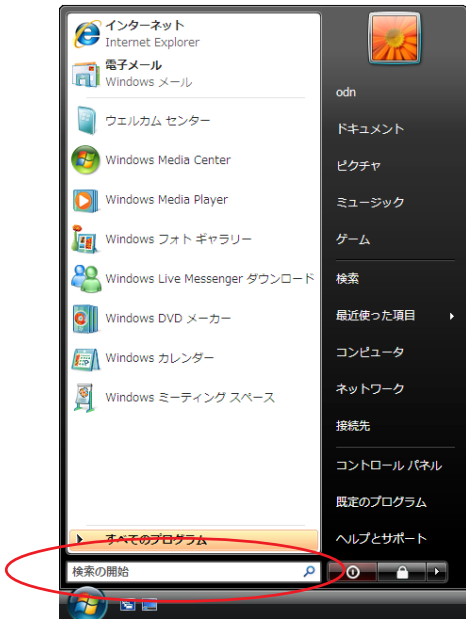 インターネット
Internet Explorer
電子メール
Windows メール
ウェルカム センター
Windows Media Center
Windows Media Player
Windows フォト ギャラリー
Windows Live Messenger ダウンロード
Windows DVD メーカー
Windows カレンダー
Windows ミーティング スペース
すべてのプログラム
検索の開始
odn
ドキュメント
ピクチャ
ミュージック
ゲーム
検索
最近使った項目
コンピュータ
ネットワーク
接続先
コントロール パネル
既定のプログラム
ヘルプとサポート